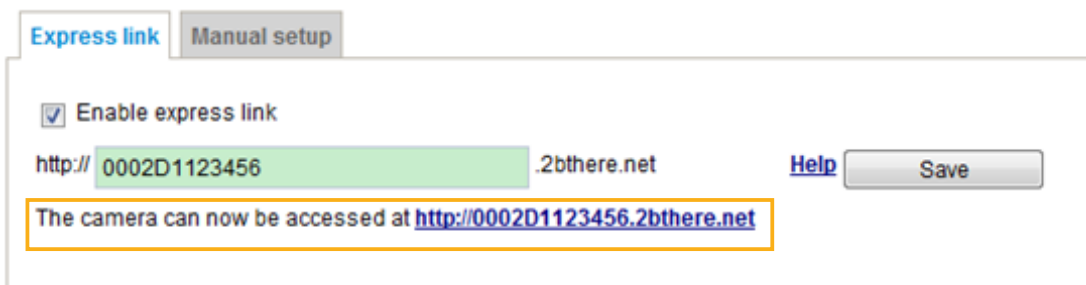 Express link Manual setup
Enable express link
http:// 0002D1123456 .2bthere.net Help Save
The camera can now be accessed at http://0002D1123456.2bthere.net